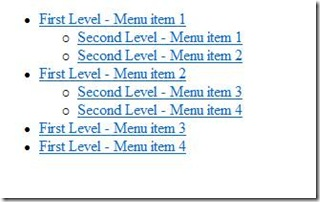 First Level - Menu item 1
Second Level - Menu item 1
Second Level - Menu item 2
First Level - Menu item 2
Second Level - Menu item 3
Second Level - Menu item 4
First Level - Menu item 3
First Level - Menu item 4